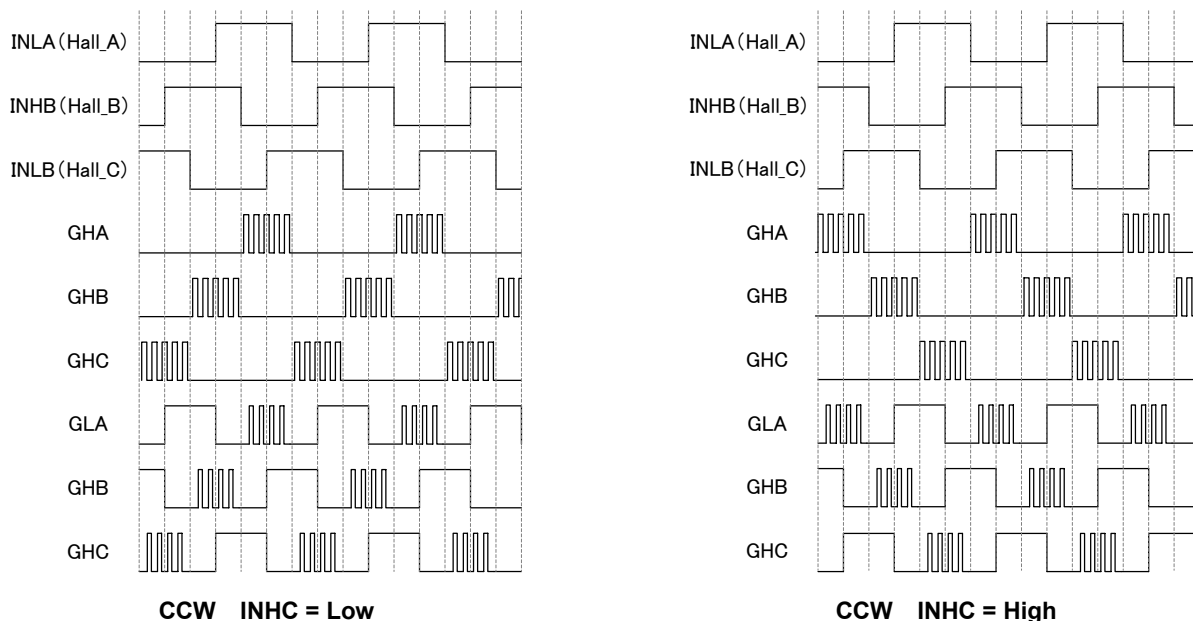 INLA(Hall_A)
INHB(Hall_B)
INLB(Hall_C)
GHA
GHB
GHC
GLA
GHB
GHC
CCW INHC = Low
INLA(Hall_A)
INHB(Hall_B)
INLB(Hall_C)
GHA
GHB
GHC
GLA
GHB
GHC
CCW INHC = High